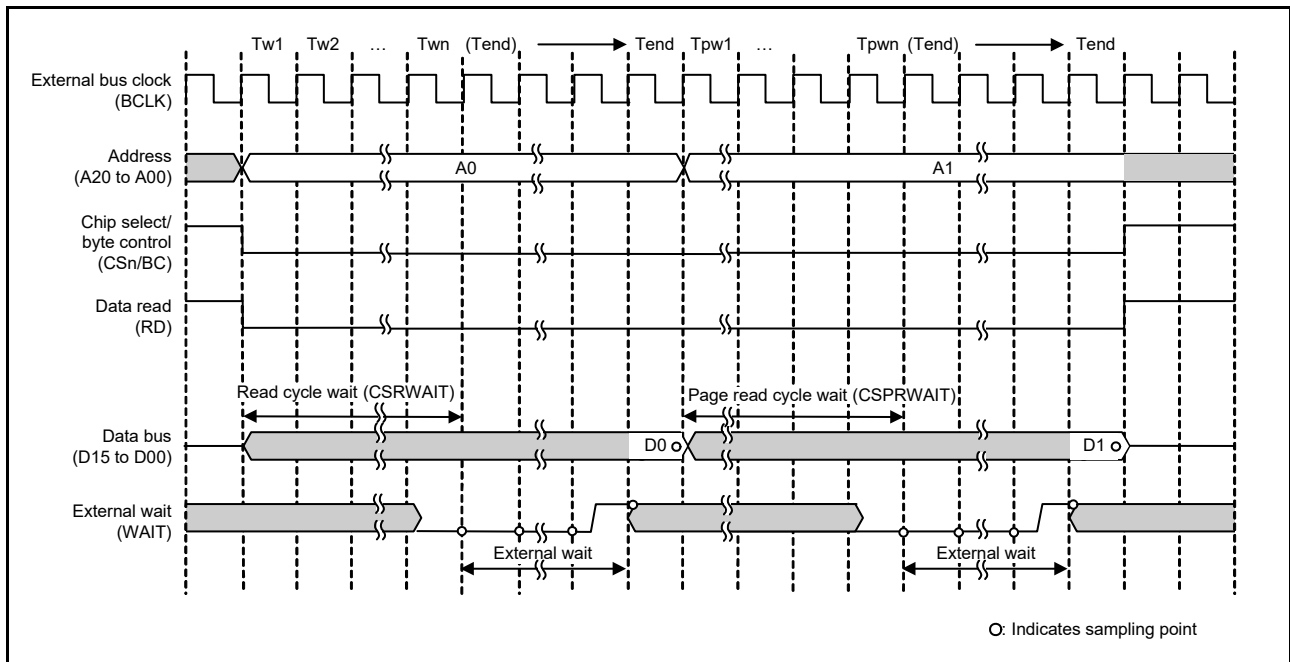 Tw1 Tw2 … Twn (Tend) Tend Tpw1 … Tpwn (Tend) Tend
External bus clock
(BCLK)
Address
(A20 to A00)
A0 A1
Chip select/
byte control
(CSn/BC)
Data read
(RD)
Read cycle wait (CSRWAIT) Page read cycle wait (CSPRWAIT)
Data bus
(D15 to D00)
D0 D1
External wait
(WAIT)
External wait External wait
O: Indicates sampling point